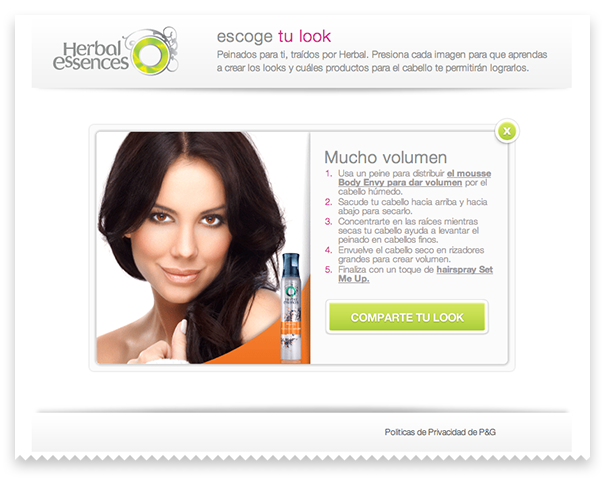 Herbal
essences
escoge tu look
Peinados para ti, traídos por Herbal. Presiona cada imagen para que aprendas
a crear los looks y cuáles productos para el cabello te permitirán lograrlos.
x
Mucho volumen
1. Usa un peine para distribuir el mousse
Body Envy para dar volumen por el
cabello húmedo.
2. Sacude tu cabello hacia arriba y hacia
abajo para secarlo.
3. Concentrarte en las raíces mientras
secas tu cabello ayuda a levantar el
peinado en cabellos finos.
4. Envuelve el cabello seco en rizadores
grandes para crear volumen.
5. Finaliza con un toque de hairspray Set
Me Up.
Herbal
Essences
COMPARTE TU LOOK
Políticas de Privacidad de P&G